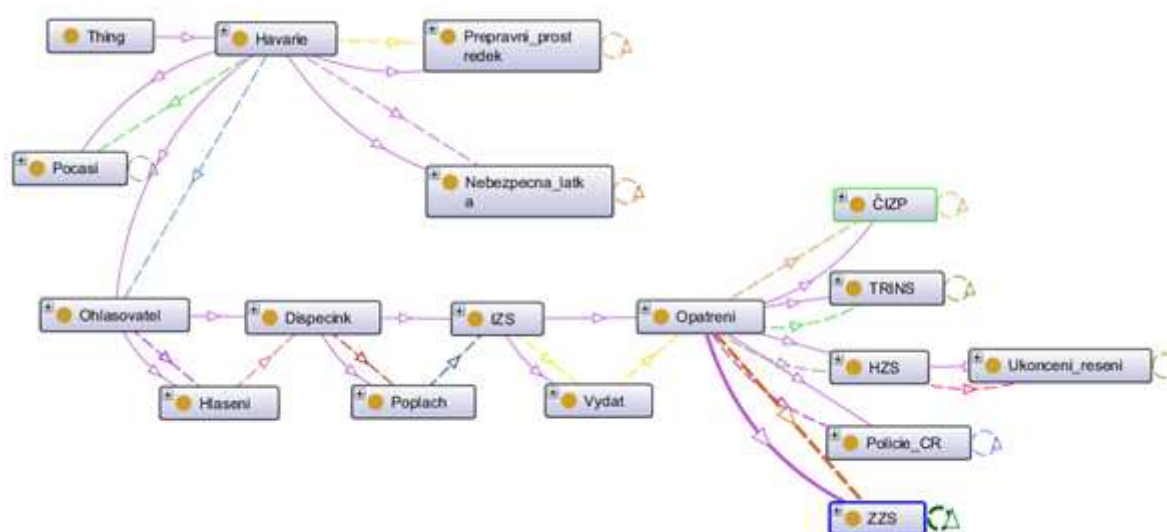 Thing
Havarie
Prepravni_prost
redek
Pocasi
Nebezpecna_latk
a
ČIZP
Ohlasovatel
Dispecink
IZS
Opatreni
TRINS
HZS
Ukonceni_reseni
Hlaseni
Poplach
Vydat
Policie_CR
ZZS